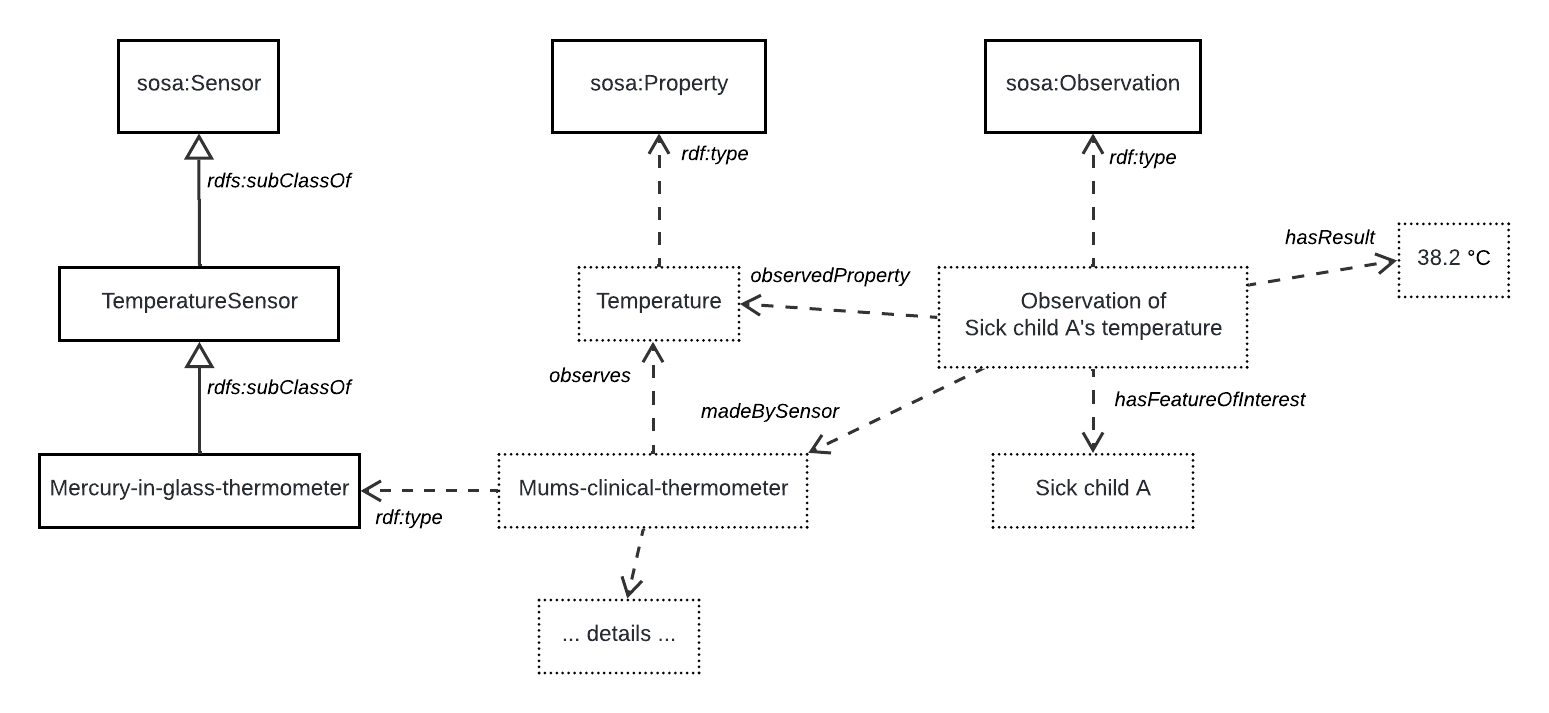 sosa:Sensor
sosa:Property
sosa:Observation
rdf:type
rdf:type
rdfs:subClassOf
hasResult
38.2 °C
observedProperty
TemperatureSensor
Temperature
Observation of
Sick child A's temperature
observes
rdfs:subClassOf
hasFeatureOfInterest
madeBySensor
Mercury-in-glass-thermometer
Mums-clinical-thermometer
Sick child A
rdf:type
... details ...